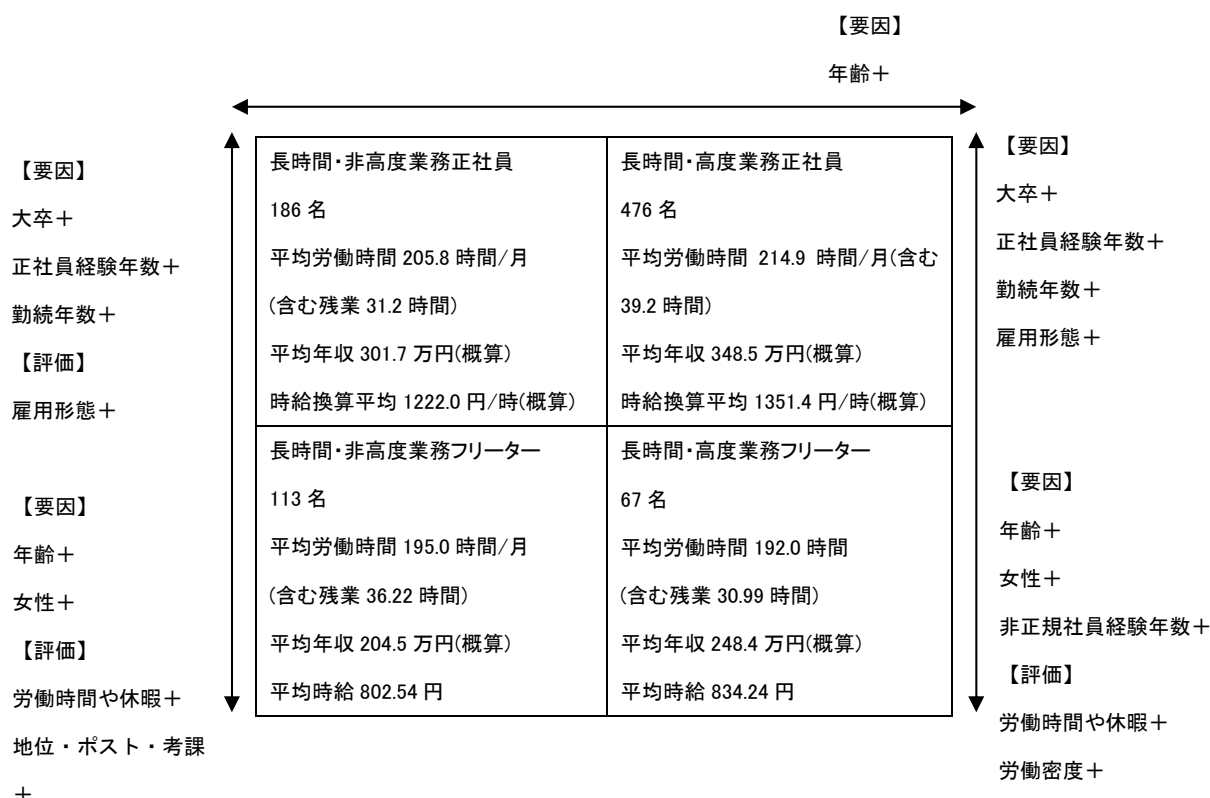 【要因】
年齢＋
【要因】
大卒＋
正社員経験年数＋
勤続年数＋
【評価】
雇用形態＋
【要因】
年齢＋
女性＋
【評価】
労働時間や休暇＋
地位・ポスト・考課
＋
長時間・非高度業務正社員
186 名
平均労働時間 205.8 時間/月
(含む残業 31.2 時間)
平均年収 301.7 万円(概算)
時給換算平均 1222.0 円/時(概算)
長時間・高度業務正社員
476 名
平均労働時間 214.9 時間/月(含む
39.2 時間)
平均年収 348.5 万円(概算)
時給換算平均 1351.4 円/時(概算)
長時間・非高度業務フリーター
113 名
平均労働時間 195.0 時間/月
(含む残業 36.22 時間)
平均年収 204.5 万円(概算)
平均時給 802.54 円
長時間・高度業務フリーター
67 名
平均労働時間 192.0 時間
(含む残業 30.99 時間)
平均年収 248.4 万円(概算)
平均時給 834.24 円
【要因】
大卒＋
正社員経験年数＋
勤続年数＋
雇用形態＋
【要因】
年齢＋
女性＋
非正規社員経験年数＋
【評価】
労働時間や休暇＋
労働密度＋